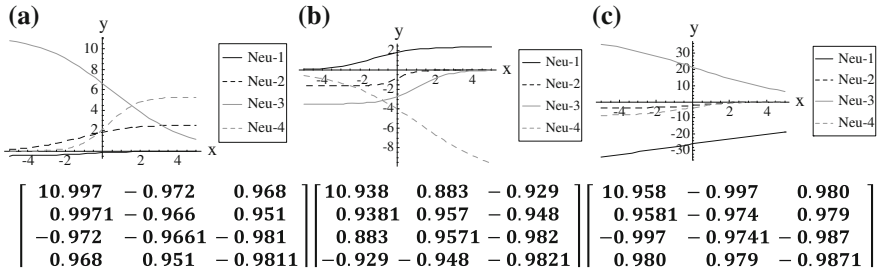 (a) (b) (c)
y y y
10
8
6
4
2
-4 -2 2 4 x
Neu-1
Neu-2
Neu-3
Neu-4
2
-4 2 4 x
-2
-4
-6
-8
Neu-1
Neu-2
Neu-3
Neu-4
30
20
10
-4 -2 2 4 x
-10
-20
-30
Neu-1
Neu-2
Neu-3
Neu-4
10.997 −0.972 0.968
0.9971 −0.966 0.951
−0.972 −0.9661 −0.981
0.968 0.951 −0.9811
10.938 0.883 −0.929
0.9381 0.957 −0.948
0.883 0.9571 −0.982
−0.929 −0.948 −0.9821
10.958 −0.997 0.980
0.9581 −0.974 0.979
−0.997 −0.9741 −0.987
0.980 0.979 −0.9871